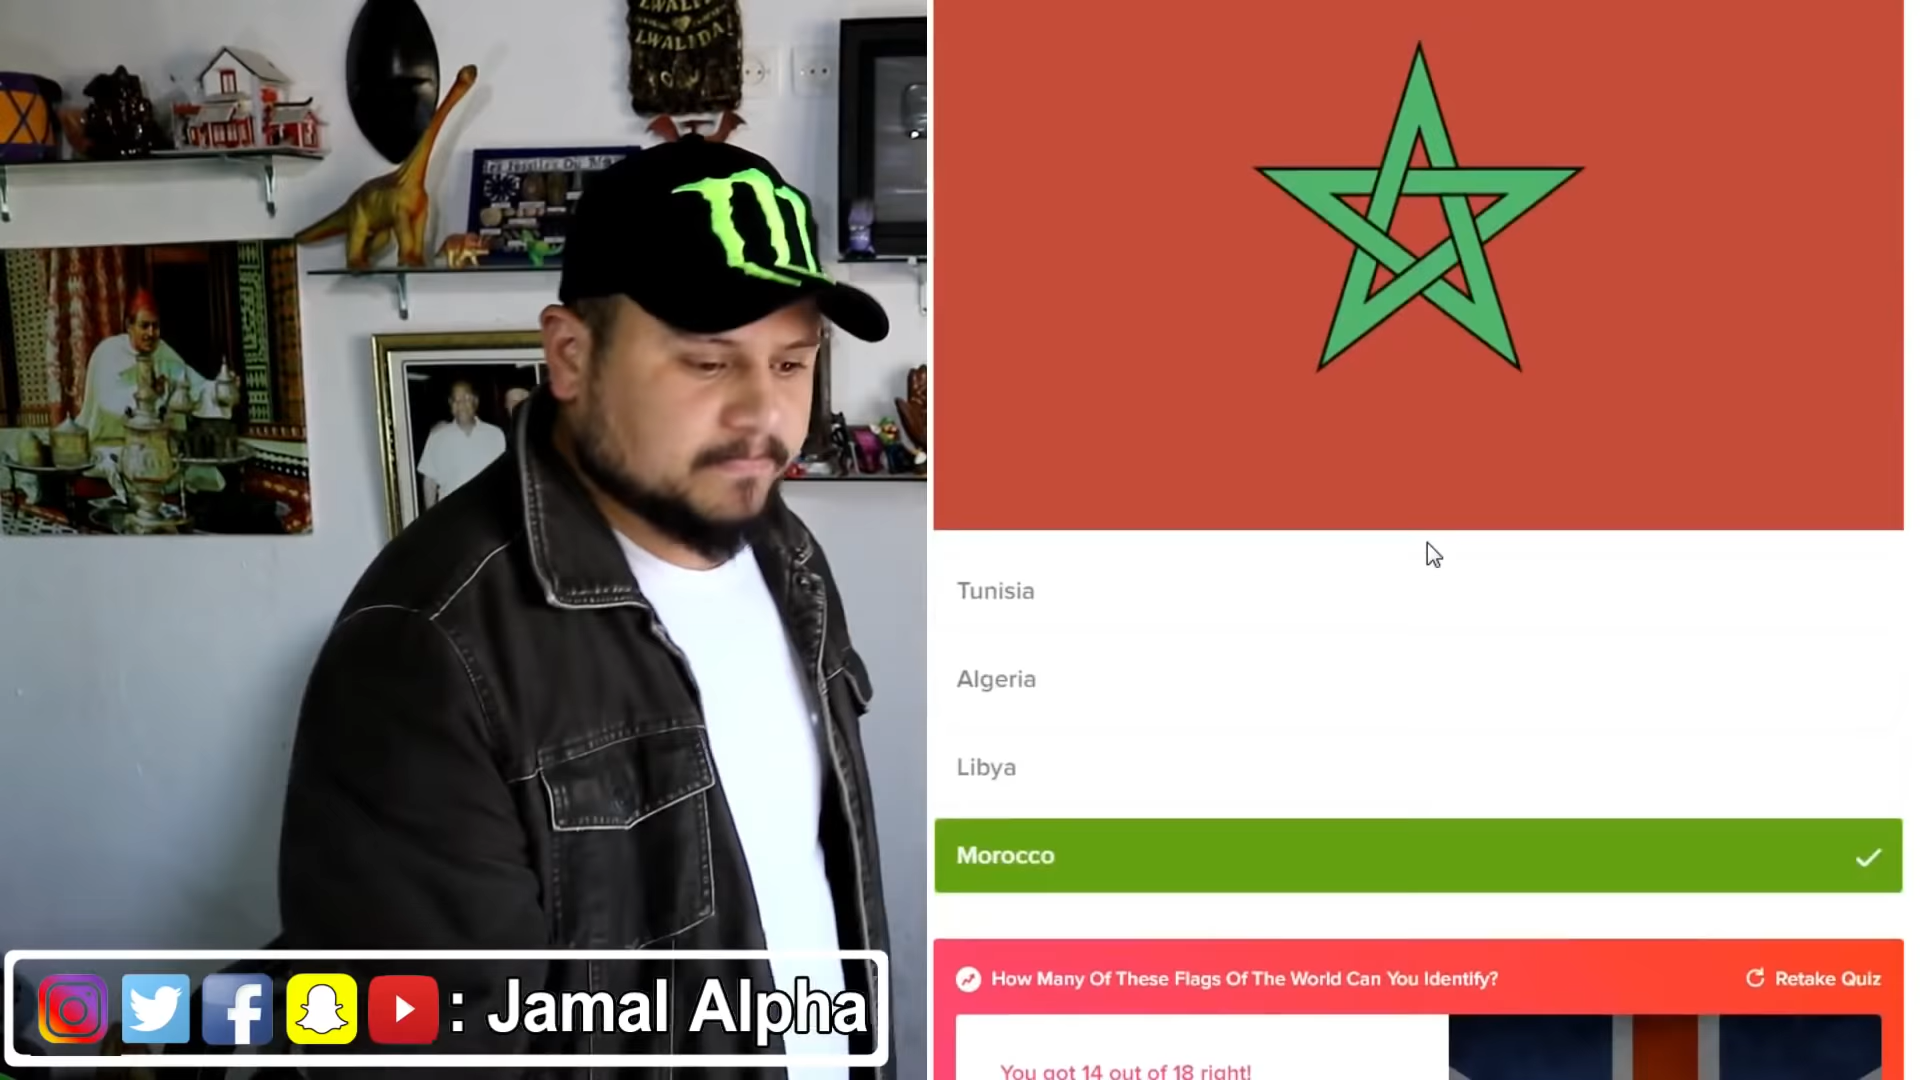 LWALIDA
Tunisia
Algeria
Libya
Morocco
How Many Of These Flags Of The World Can You Identify?
Retake Quiz
You got 14 out of 18 right!
: Jamal Alpha